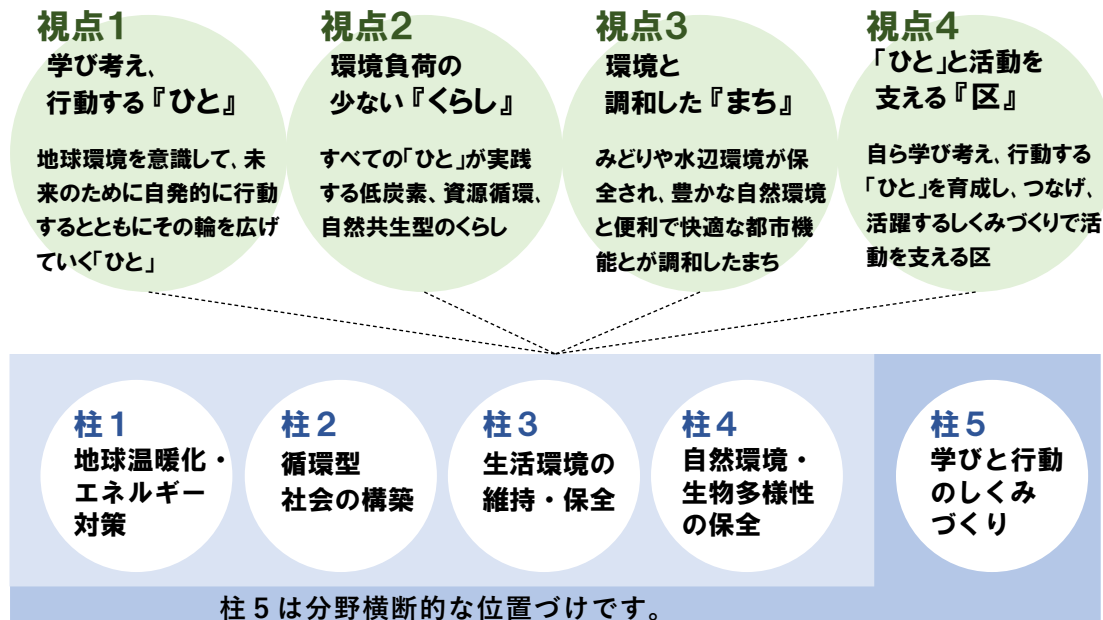 視点1
学び考え、
行動する『ひと』
地球環境を意識して、未
来のために自発的に行動
するとともにその輪を広げ
ていく「ひと」
視点2
環境負荷の
少ない『くらし』
すべての「ひと」が実践
する低炭素、資源循環、
自然共生型のくらし
視点3
環境と
調和した『まち』
みどりや水辺環境が保
全され、豊かな自然環境
と便利で快適な都市機
能とが調和したまち
視点4
「ひと」と活動を
支える『区』
自ら学び考え、行動する
「ひと」を育成し、つなげ、
活躍するしくみづくりで活
動を支える区
柱1
地球温暖化・
エネルギー
対策
柱2
循環型
社会の構築
柱3
生活環境の
維持・保全
柱4
自然環境・
生物多様性
の保全
柱5
学びと行動
のしくみ
づくり
柱5は分野横断的な位置づけです。